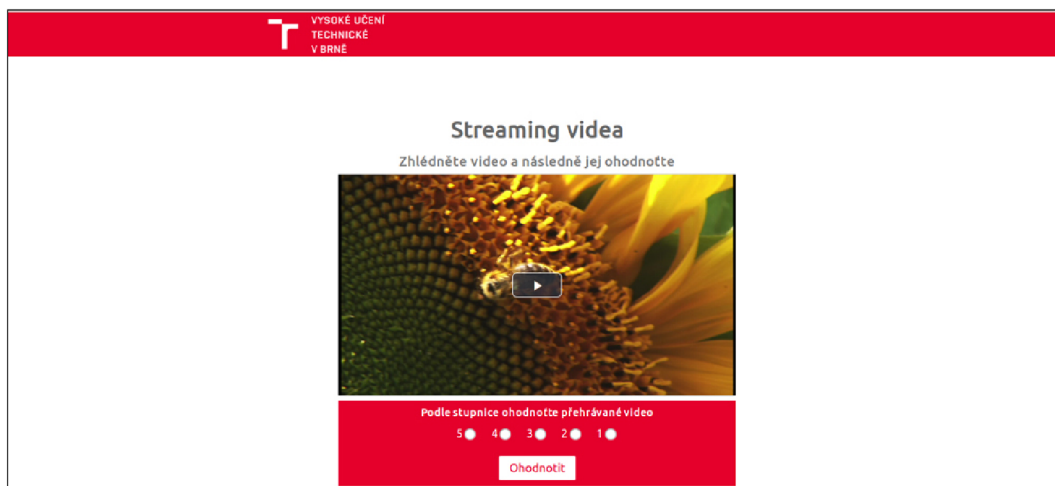 VYSOKÉ UČENÍ
TECHNICKÉ
V BRNĚ
Streaming videa
Zhlédněte video a následně jej ohodnoťte
Podle stupnice ohodnoťte přehrávané video
5 4 3 2 1
Ohodnotit